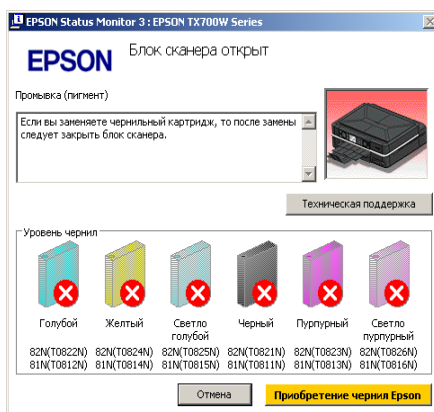 EPSON Status Monitor 3 : EPSON TX700W Series
EPSON
Блок сканера открыт
Промывка (пигмент)
Если вы заменяете чернильный картридж, то после замены
следует закрыть блок сканера.
Техническая поддержка
Уровень чернил
Голубой Желтый Светло голубой Черный Пурпурный Светло пурпурный
82N(T0822N) 82N(T0824N) 82N(T0825N) 82N(T0821N) 82N(T0823N) 82N(T0826N)
81N(T0812N) 81N(T0814N) 81N(T0815N) 81N(T0811N) 81N(T0813N) 81N(T0816N)
Отмена
Приобретение чернил Epson